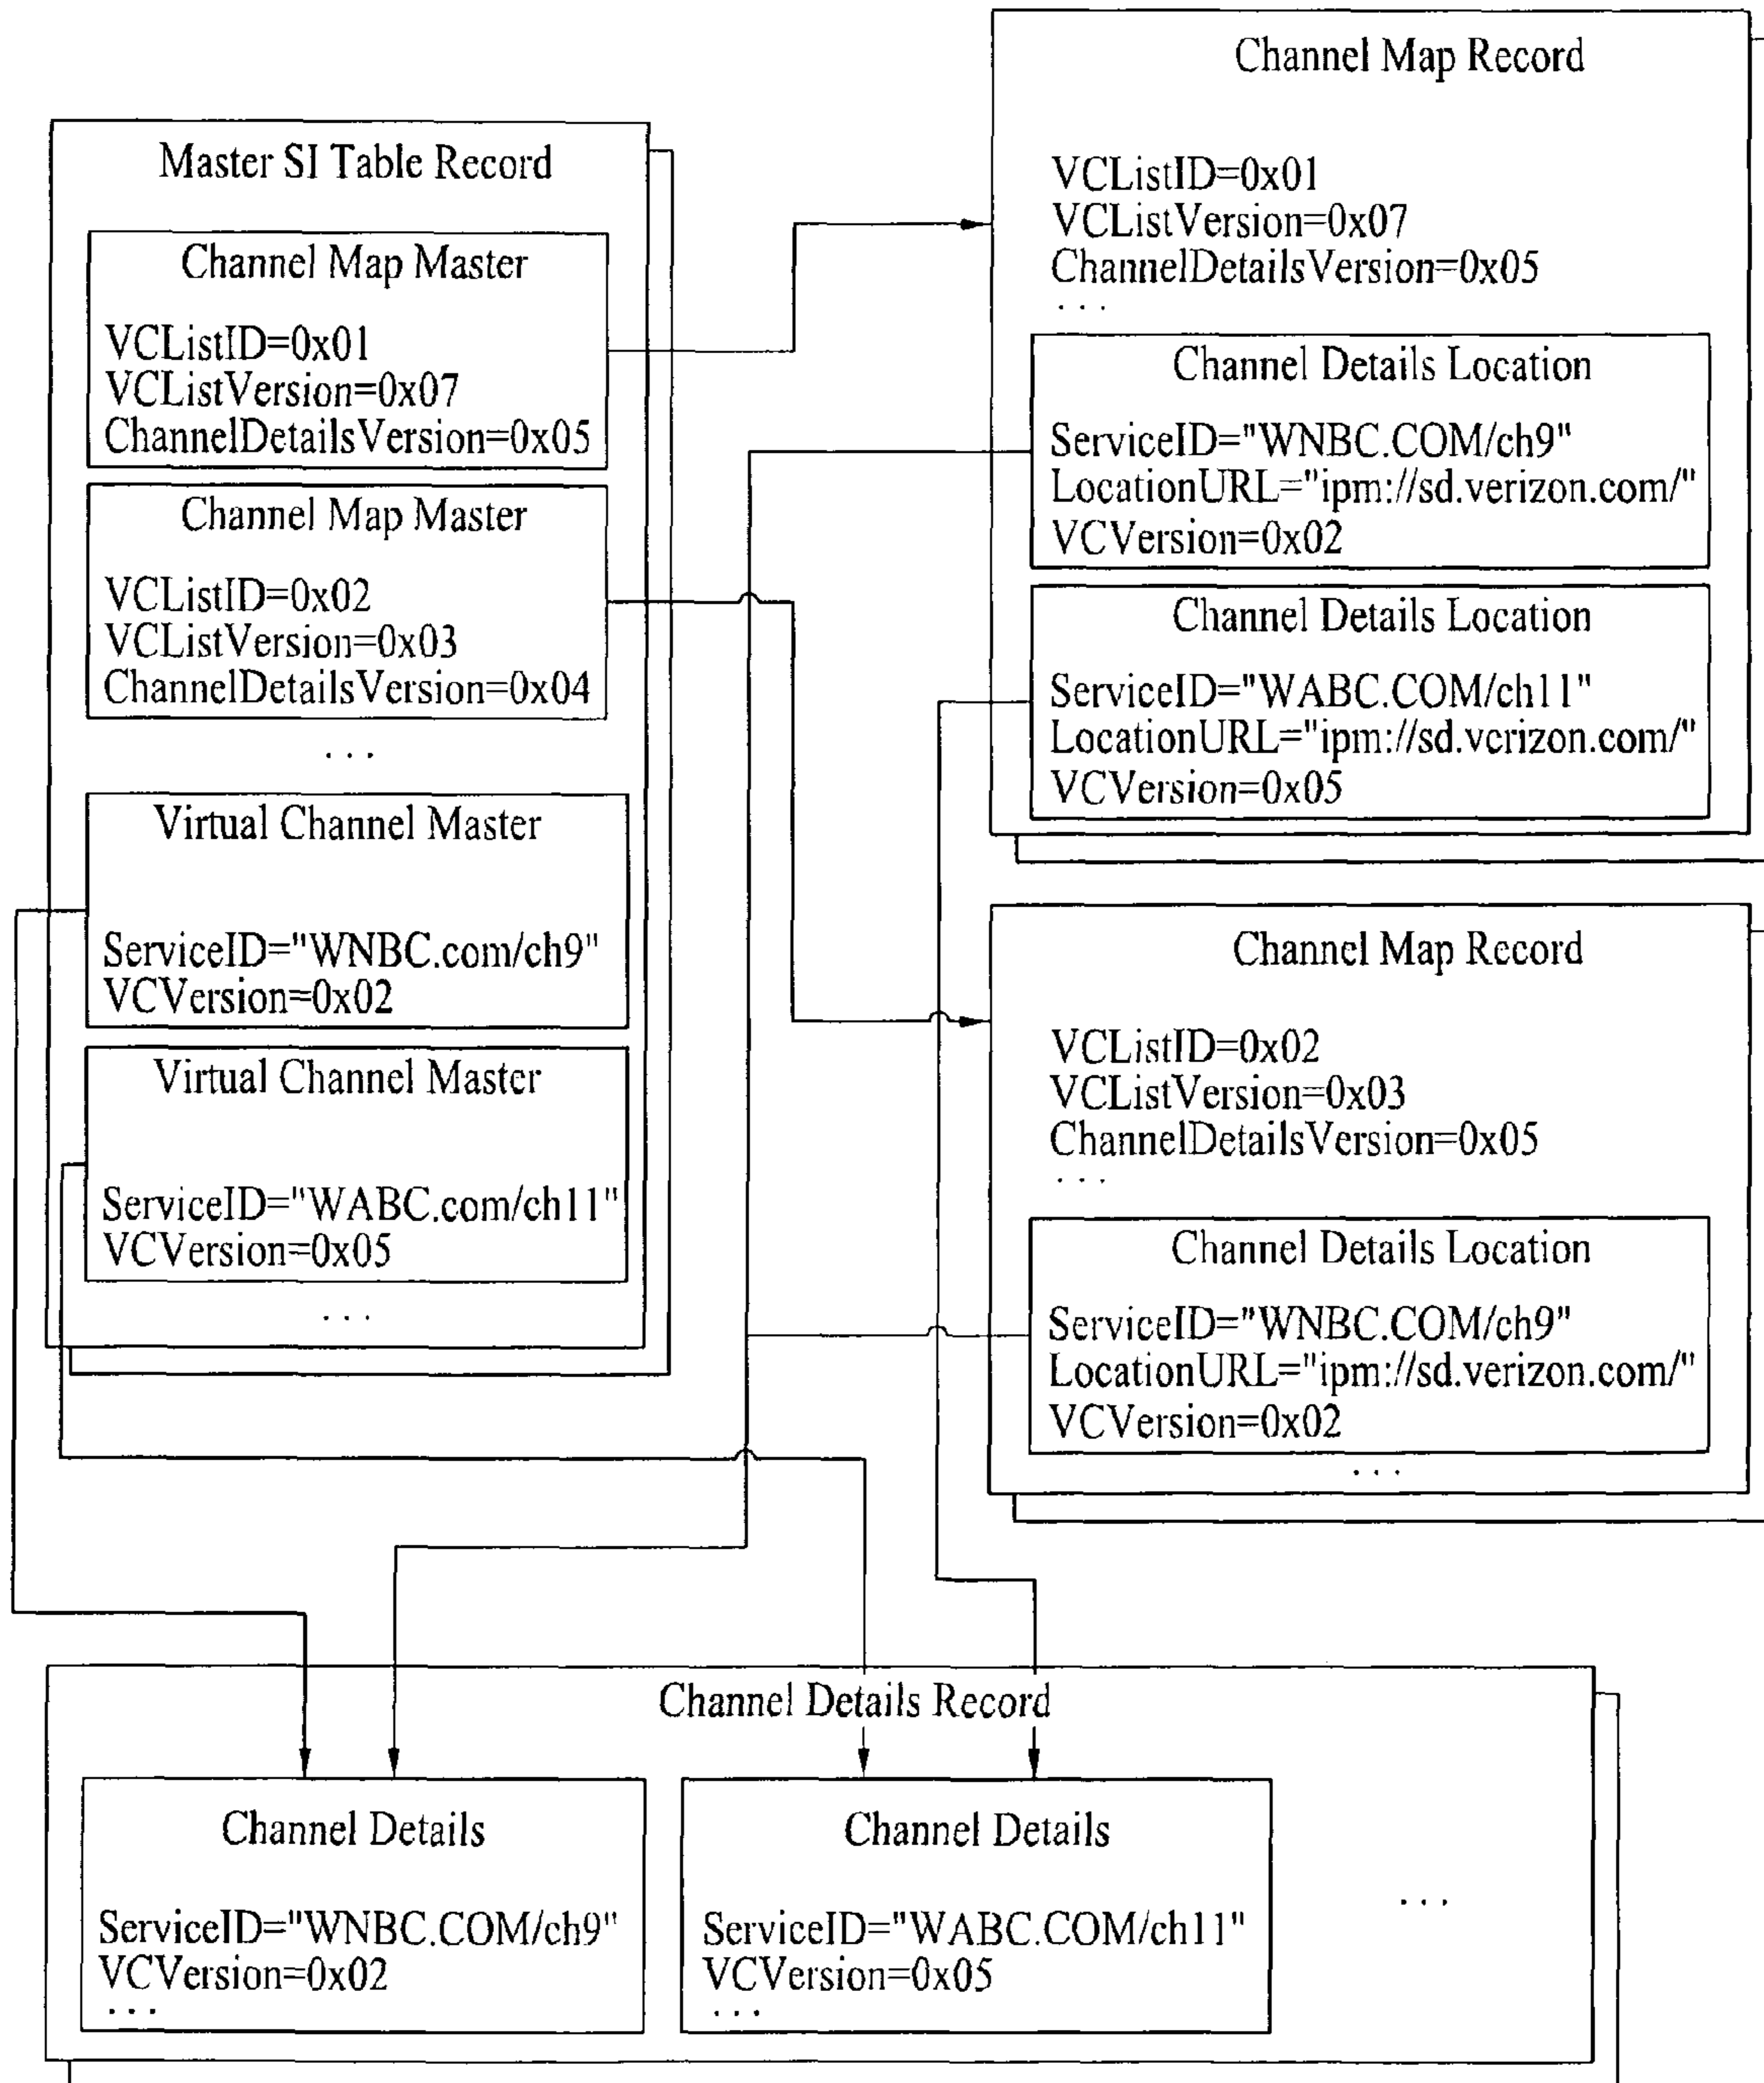 Master SI Table Record
Channel Map Master
VCListID=0x01
VCListVersion=0x07
ChannelDetailsVersion=0x05
Channel Map Master
VCListID=0x02
VCListVersion=0x03
ChannelDetailsVersion=0x04
. . .
Virtual Channel Master
ServiceID="WNBC.com/ch9"
VCVersion=0x02
Virtual Channel Master
ServiceID="WABC.com/ch11"
VCVersion=0x05
. . .
Channel Map Record
VCListID=0x01
VCListVersion=0x07
ChannelDetailsVersion=0x05
. . .
Channel Details Location
ServiceID="WNBC.COM/ch9"
LocationURL="ipm://sd.verizon.com/"
VCVersion=0x02
Channel Details Location
ServiceID="WABC.COM/ch11"
LocationURL="ipm://sd.verizon.com/"
VCVersion=0x05
Channel Map Record
VCListID=0x02
VCListVersion=0x03
ChannelDetailsVersion=0x05
. . .
Channel Details Location
ServiceID="WNBC.COM/ch9"
LocationURL="ipm://sd.verizon.com/"
VCVersion=0x02
. . .
Channel Details Record
Channel Details
ServiceID="WNBC.COM/ch9"
VCVersion=0x02
. . .
Channel Details
ServiceID="WABC.COM/ch11"
VCVersion=0x05
. . .
. . .